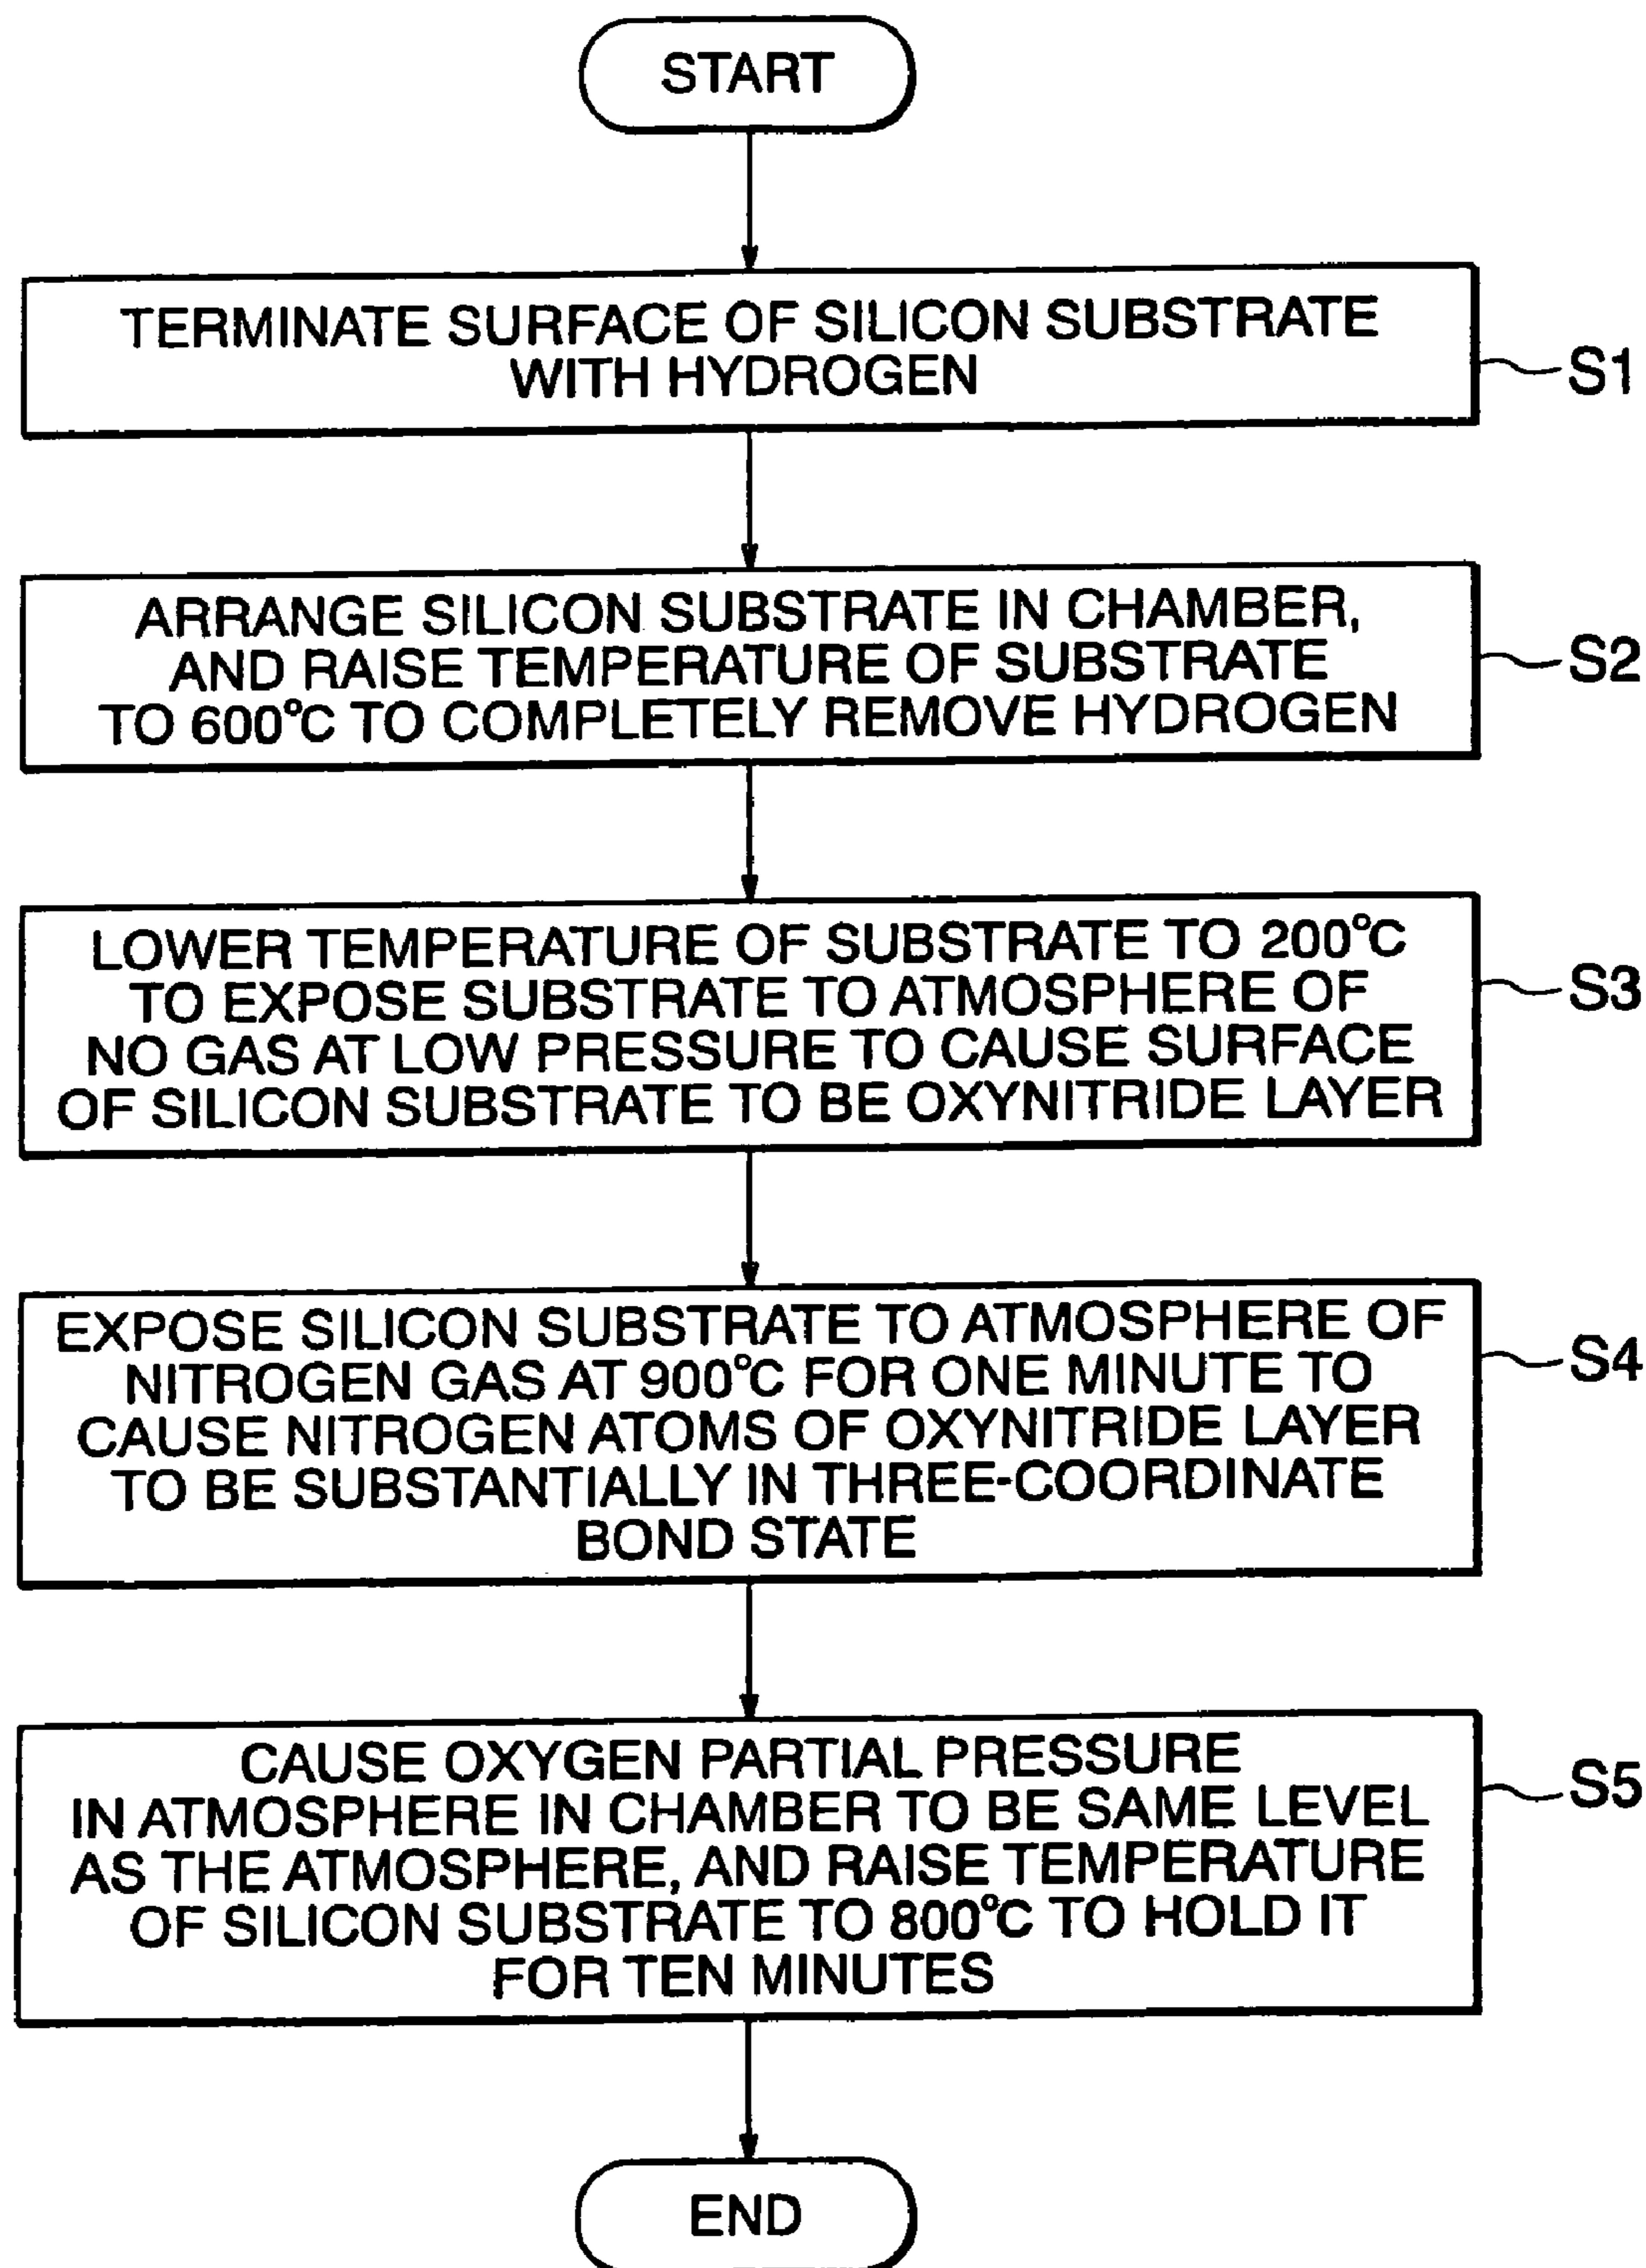 START
TERMINATE SURFACE OF SILICON SUBSTRATE
WITH HYDROGEN
S1
ARRANGE SILICON SUBSTRATE IN CHAMBER,
AND RAISE TEMPERATURE OF SUBSTRATE
TO 600°C TO COMPLETELY REMOVE HYDROGEN
S2
LOWER TEMPERATURE OF SUBSTRATE TO 200°C
TO EXPOSE SUBSTRATE TO ATMOSPHERE OF
NO GAS AT LOW PRESSURE TO CAUSE SURFACE
OF SILICON SUBSTRATE TO BE OXYNITRIDE LAYER
S3
EXPOSE SILICON SUBSTRATE TO ATMOSPHERE OF
NITROGEN GAS AT 900°C FOR ONE MINUTE TO
CAUSE NITROGEN ATOMS OF OXYNITRIDE LAYER
TO BE SUBSTANTIALLY IN THREE-COORDINATE
BOND STATE
S4
CAUSE OXYGEN PARTIAL PRESSURE
IN ATMOSPHERE IN CHAMBER TO BE SAME LEVEL
AS THE ATMOSPHERE, AND RAISE TEMPERATURE
OF SILICON SUBSTRATE TO 800°C TO HOLD IT
FOR TEN MINUTES
S5
END